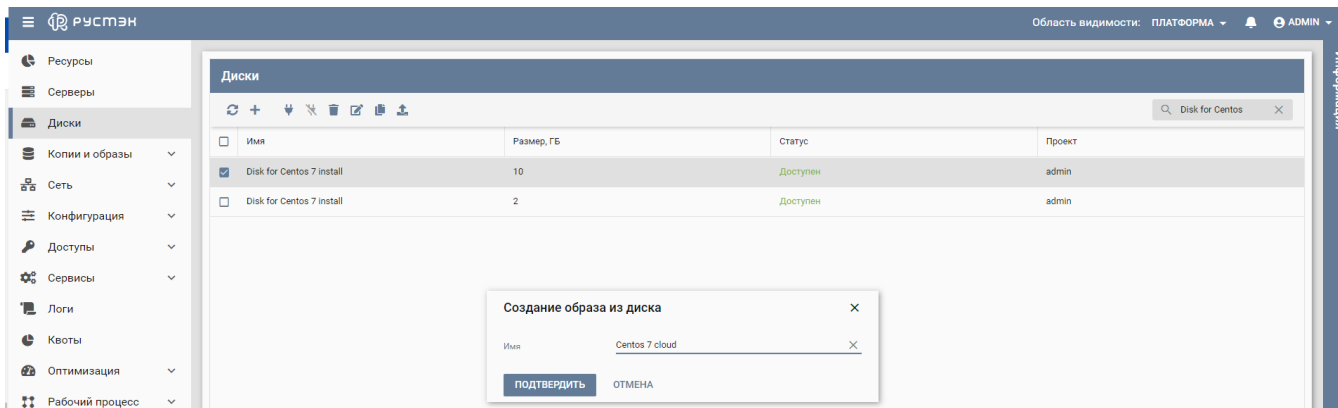 РУСТЭК
Область видимости: ПЛАТФОРМА
ADMIN
Информация
Ресурсы
Серверы
Диски
Копии и образы
Сеть
Конфигурация
Доступы
Сервисы
Логи
Квоты
Оптимизация
Рабочий процесс
Диски
Disk for Centos
Имя Размер, ГБ Статус Проект
Disk for Centos 7 install 10 Доступен admin
Disk for Centos 7 install 2 Доступен admin
Создание образа из диска
Имя Centos 7 cloud
ПОДТВЕРДИТЬ ОТМЕНА